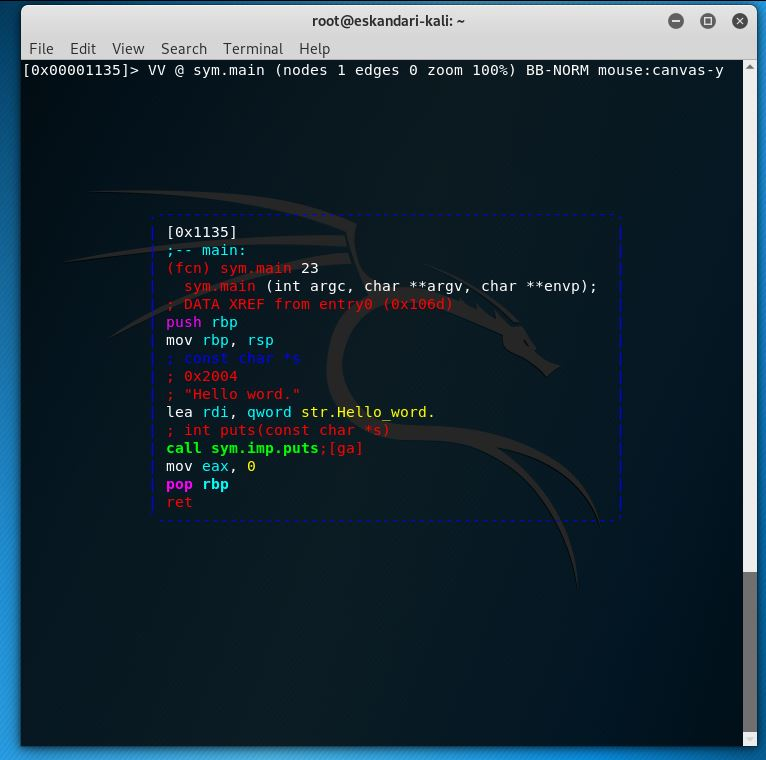 root@eskandari-kali: ~
File Edit View Search Terminal Help
[0x00001135]> VV @ sym.main (nodes 1 edges 0 zoom 100%) BB-NORM mouse:canvas-y
[0x1135]
;-- main:
(fcn) sym.main 23
sym.main (int argc, char **argv, char **envp);
; DATA XREF from entry0 (0x106d)
push rbp
mov rbp, rsp
; const char *s
; 0x2004
; "Hello word."
lea rdi, qword str.Hello_word.
; int puts(const char *s)
call sym.imp.puts;[ga]
mov eax, 0
pop rbp
ret